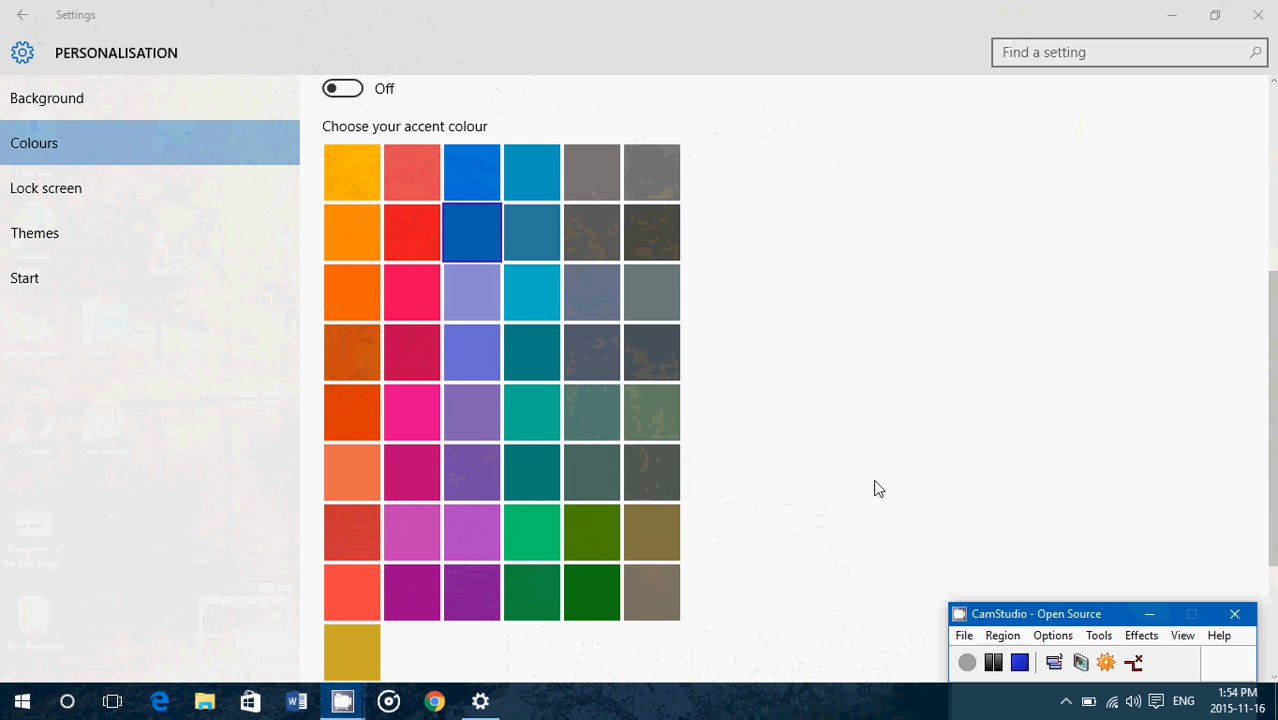 Settings
PERSONALISATION
Find a setting
Background
Colours
Lock screen
Themes
Start
Off
Choose your accent colour
CamStudio - Open Source
File Region Options Tools Effects View Help
ENG
1:54 PM
2015-11-16